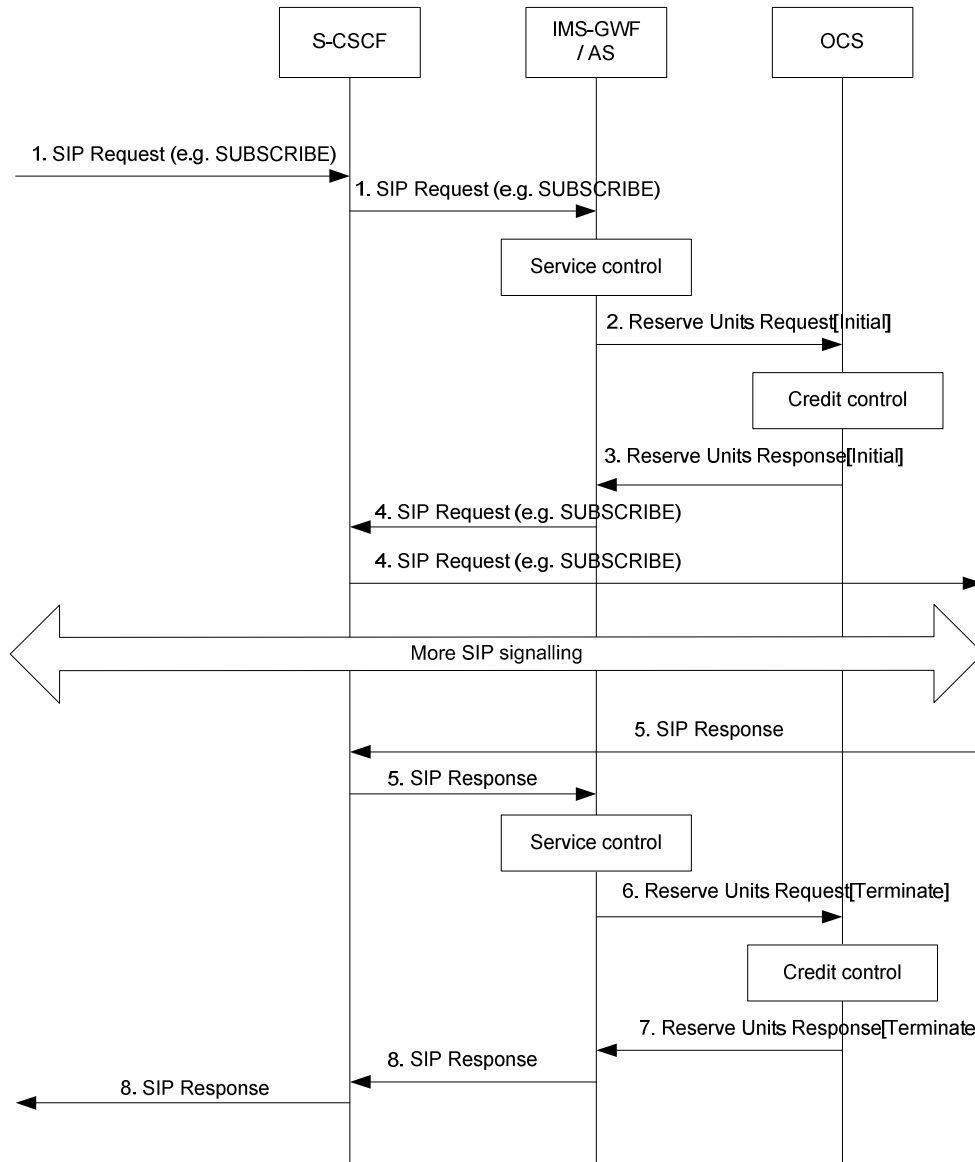 S-CSCF
IMS-GWF
/ AS
OCS
1. SIP Request (e.g. SUBSCRIBE)
1. SIP Request (e.g. SUBSCRIBE)
Service control
2. Reserve Units Request[Initial]
Credit control
3. Reserve Units Response[Initial]
4. SIP Request (e.g. SUBSCRIBE)
4. SIP Request (e.g. SUBSCRIBE)
More SIP signalling
5. SIP Response
5. SIP Response
Service control
6. Reserve Units Request[Terminate]
Credit control
7. Reserve Units Response[Terminate
8. SIP Response
8. SIP Response